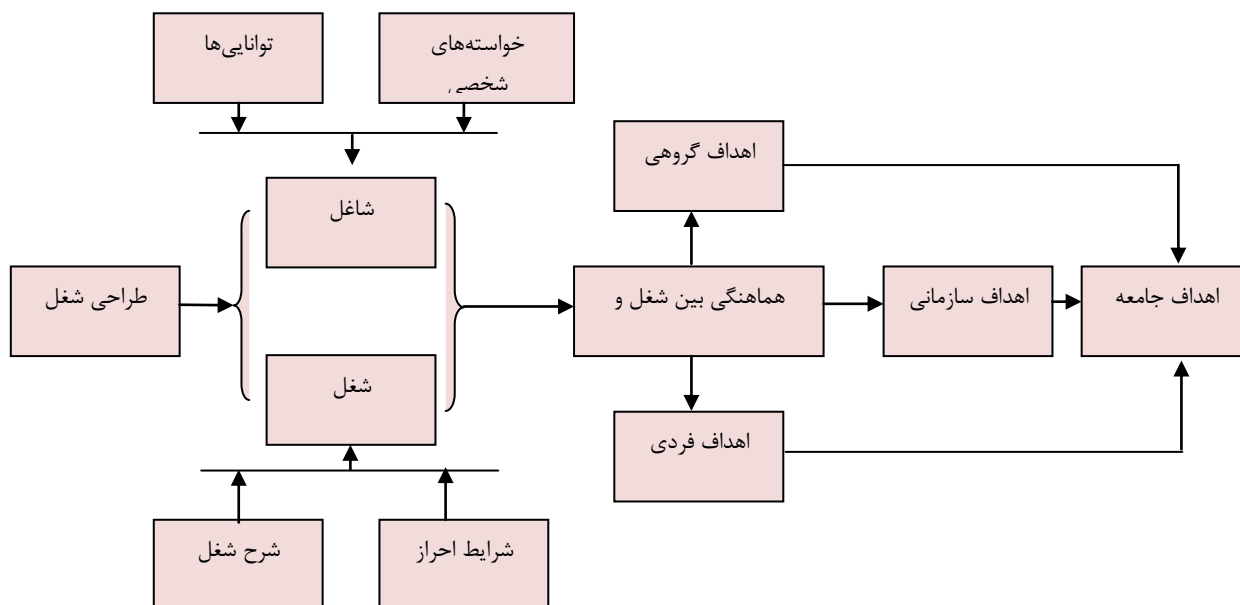 توانایی‌ها
خواسته‌های
شخصی
اهداف گروهی
شاغل
طراحی شغل
هماهنگی بین شغل و
اهداف سازمانی
اهداف جامعه
شغل
اهداف فردی
شرح شغل
شرایط احراز